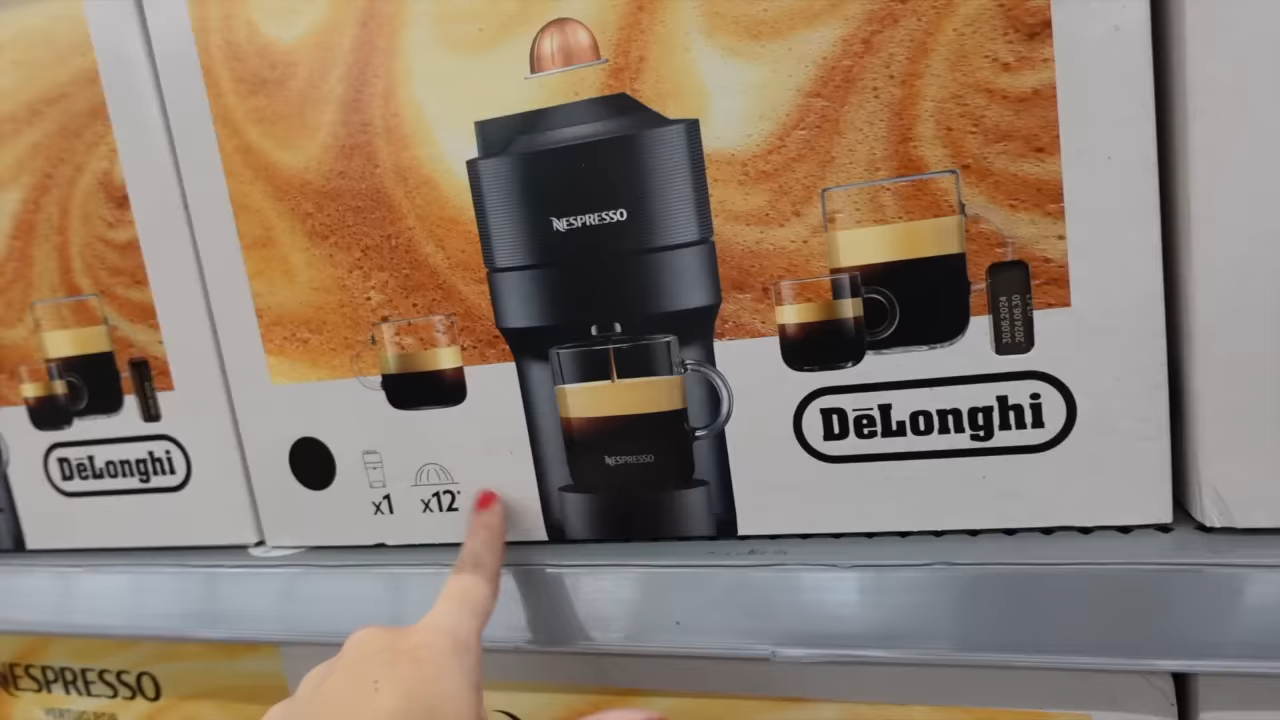 NESPRESSO
30.06.2024
2024.06.30
DēLonghi
DēLonghi
NESPRESSO
x1
x12*
NESPRESSO